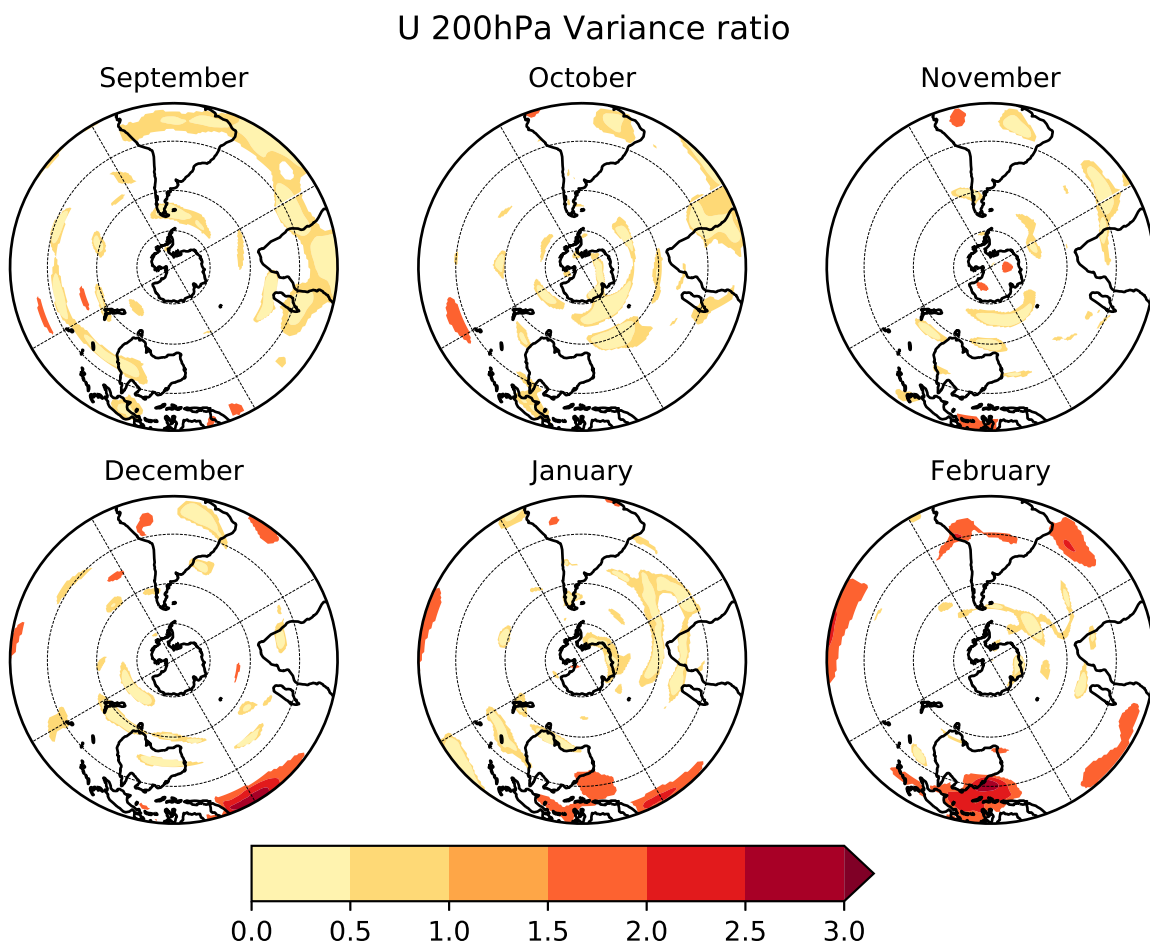 U 200hPa Variance ratio
September
October
November
December
January
February
0.0
0.5
1.0
1.5
2.0
2.5
3.0